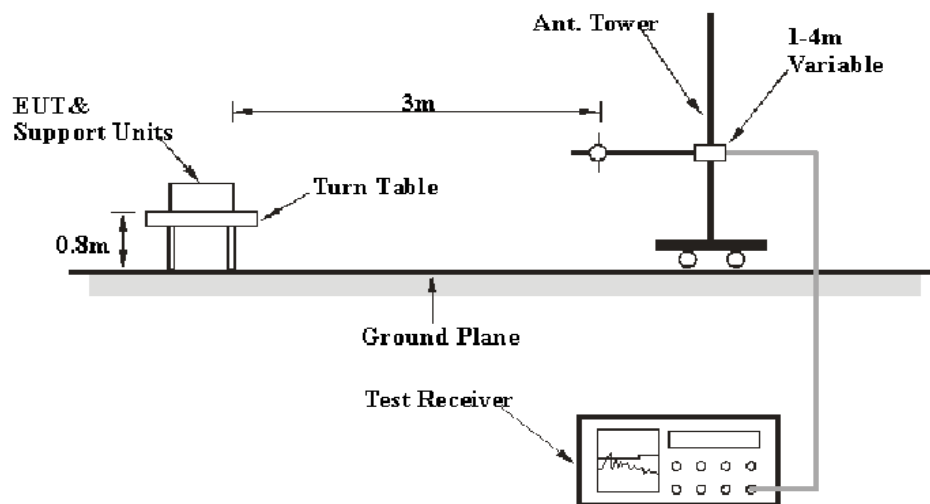 Ant. Tower
1-4m
Variable
EUT&
Support Units
3m
Turn Table
0.8m
Ground Plane
Test Receiver